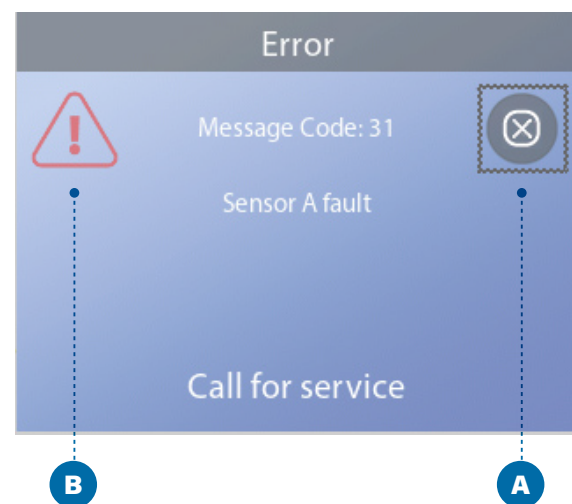 Error
Message Code: 31
Sensor A fault
Call for service
B
A